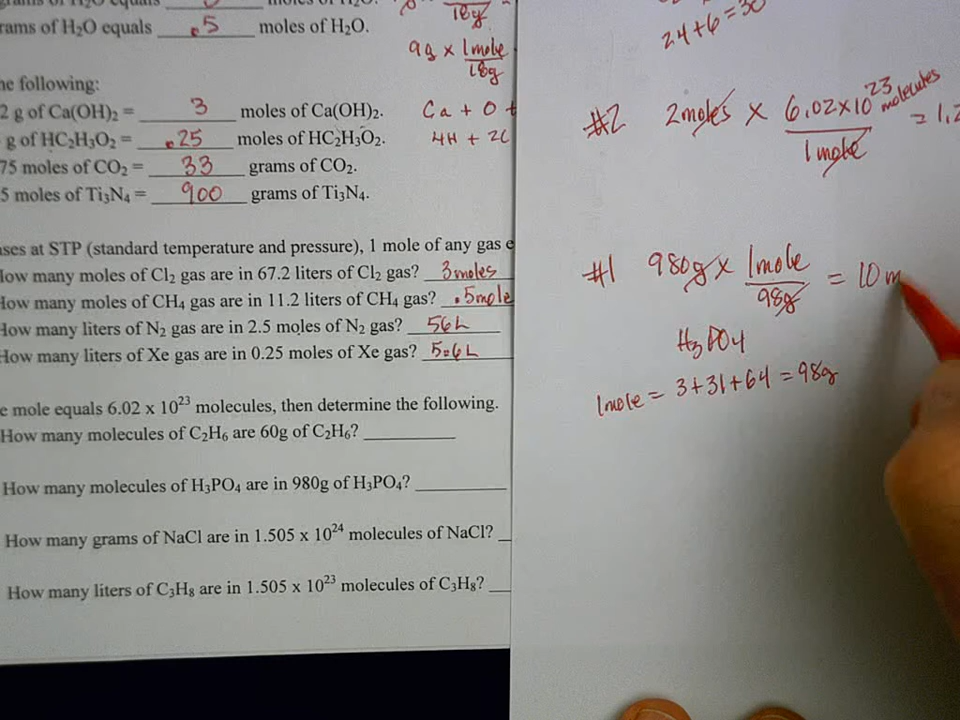 rams of H₂O equals .5 moles of H₂O.
18g
9g x 1mole
18g
he following:
2 g of Ca(OH)₂ = 3 moles of Ca(OH)₂. Ca + O +
g of HC₂H₃O₂ = .25 moles of HC₂H₃O₂. 4H + 2C
75 moles of CO₂ = 33 grams of CO₂.
5 moles of Ti₃N₄ = 900 grams of Ti₃N₄.
ses at STP (standard temperature and pressure), 1 mole of any gas e
How many moles of Cl₂ gas are in 67.2 liters of Cl₂ gas? 3moles
How many moles of CH₄ gas are in 11.2 liters of CH₄ gas? .5mole
How many liters of N₂ gas are in 2.5 moles of N₂ gas? 56L
How many liters of Xe gas are in 0.25 moles of Xe gas? 5.6L
e mole equals 6.02 x 10²³ molecules, then determine the following.
How many molecules of C₂H₆ are 60g of C₂H₆?
How many molecules of H₃PO₄ are in 980g of H₃PO₄?
How many grams of NaCl are in 1.505 x 10²⁴ molecules of NaCl?
How many liters of C₃H₈ are in 1.505 x 10²³ molecules of C₃H₈?
24+6=30
#2 2moles x 6.02x10²³ molecules = 1.2
1mole
#1 980g x 1mole = 10m
98g
H₃PO4
1mole = 3+31+64 = 98g